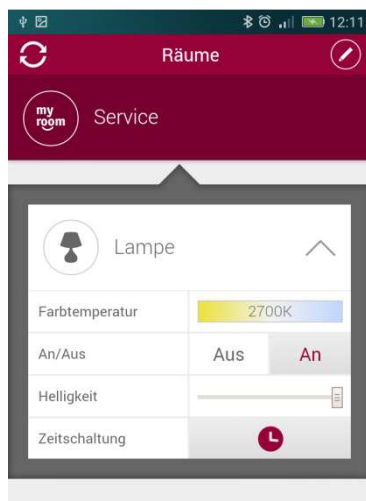 12:11
Räume
my room Service
Lampe
Farbtemperatur 2700K
An/Aus Aus An
Helligkeit
Zeitschaltung